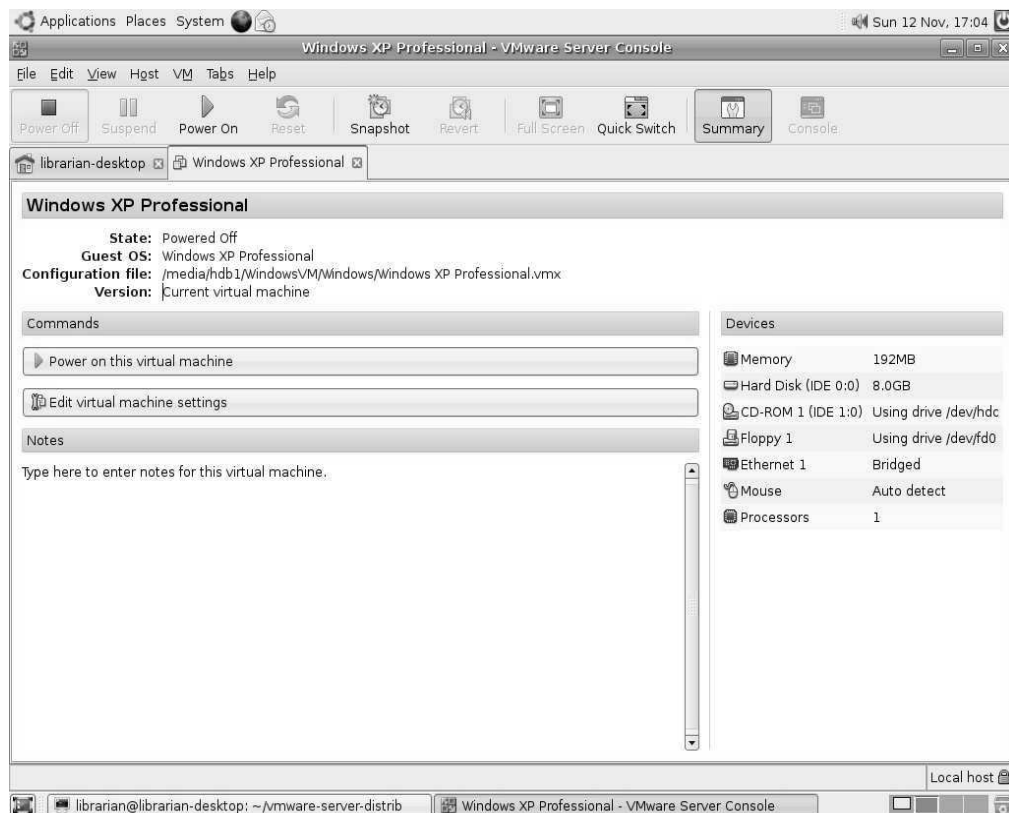 Applications Places System Sun 12 Nov, 17:04
Windows XP Professional - VMware Server Console
File Edit View Host VM Tabs Help
Power Off Suspend Power On Reset Snapshot Revert Full Screen Quick Switch Summary Console
librarian-desktop Windows XP Professional
Windows XP Professional
State: Powered Off
Guest OS: Windows XP Professional
Configuration file: /media/hdb1/WindowsVM/Windows/Windows XP Professional.vmx
Version: Current virtual machine
Commands
Power on this virtual machine
Edit virtual machine settings
Notes
Type here to enter notes for this virtual machine.
Devices
Memory 192MB
Hard Disk (IDE 0:0) 8.0GB
CD-ROM 1 (IDE 1:0) Using drive /dev/hdc
Floppy 1 Using drive /dev/fd0
Ethernet 1 Bridged
Mouse Auto detect
Processors 1
Local host
librarian@librarian-desktop: ~/vmware-server-distrib Windows XP Professional - VMware Server Console